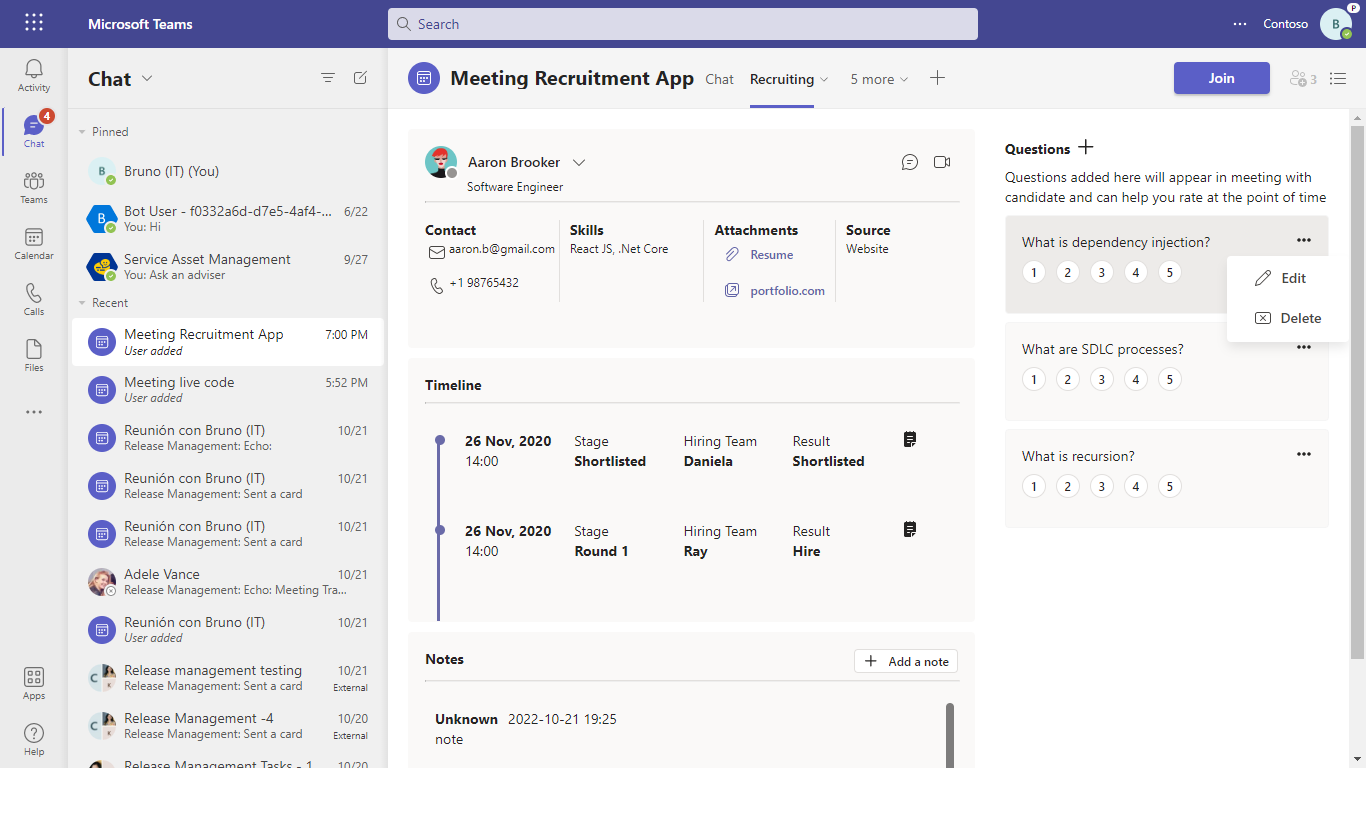 Microsoft Teams
Search
Contoso
B
P
Activity
4
Chat
Teams
Calendar
Calls
Files
Apps
Help
Chat
Pinned
B
Bruno (IT) (You)
B
Bot User - f0332a6d-d7e5-4af4-... 6/22
You: Hi
Service Asset Management 9/27
You: Ask an adviser
Recent
Meeting Recruitment App 7:00 PM
User added
Meeting live code 5:52 PM
User added
Reunión con Bruno (IT) 10/21
Release Management: Echo:
Reunión con Bruno (IT) 10/21
Release Management: Sent a card
Reunión con Bruno (IT) 10/21
Release Management: Sent a card
Adele Vance 10/21
Release Management: Echo: Meeting Tra...
Reunión con Bruno (IT) 10/21
User added
C K
Release management testing 10/21
Release Management: Sent a card External
C K
Release Management -4 10/20
Release Management: Sent a card External
Release Management Tasks - 1 10/20
Meeting Recruitment App Chat Recruiting 5 more
Join 3
Aaron Brooker
Software Engineer
Contact
aaron.b@gmail.com
+1 98765432
Skills
React JS, .Net Core
Attachments
Resume
portfolio.com
Source
Website
Timeline
26 Nov, 2020 Stage Hiring Team Result
14:00 Shortlisted Daniela Shortlisted
26 Nov, 2020 Stage Hiring Team Result
14:00 Round 1 Ray Hire
Notes
Add a note
Unknown 2022-10-21 19:25
note
Questions
Questions added here will appear in meeting with
candidate and can help you rate at the point of time
What is dependency injection?
1 2 3 4 5
Edit
Delete
What are SDLC processes?
1 2 3 4 5
What is recursion?
1 2 3 4 5